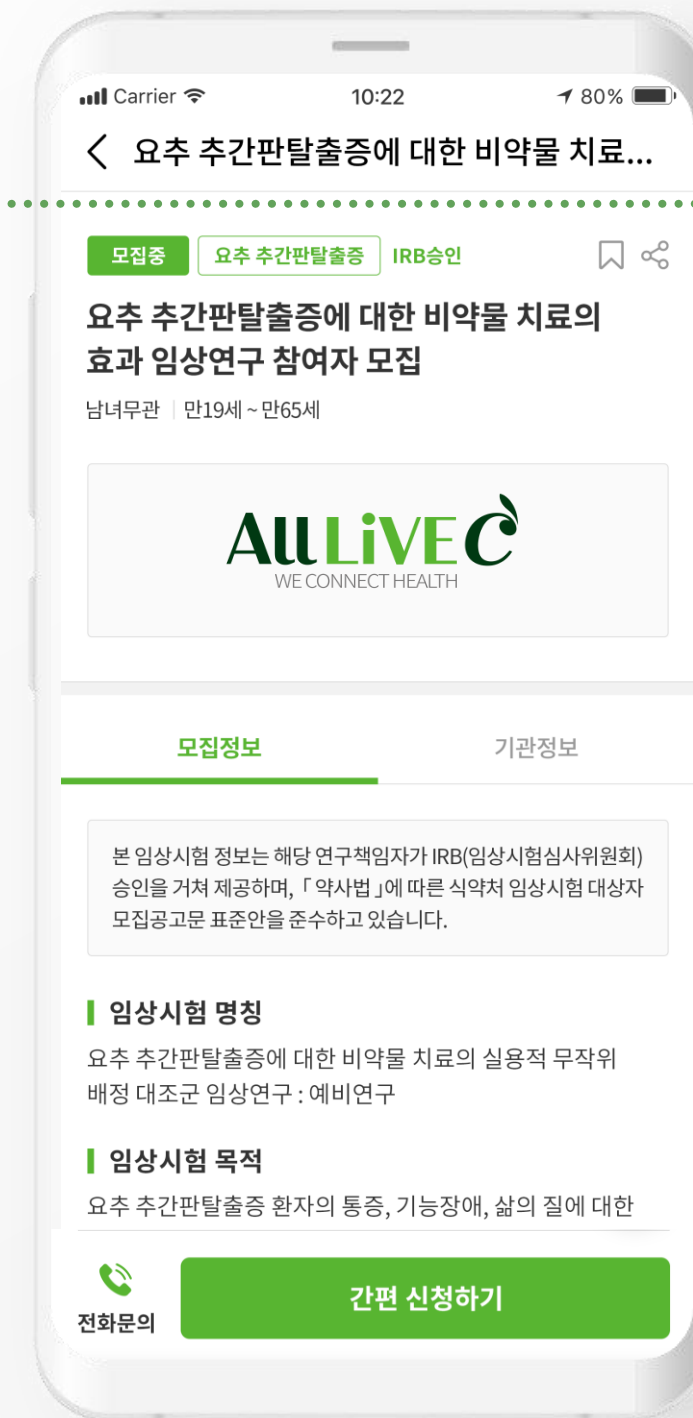 Carrier 10:22 80%
요추 추간판탈출증에 대한 비약물 치료...
모집중 요추 추간판탈출증 IRB승인
요추 추간판탈출증에 대한 비약물 치료의
효과 임상연구 참여자 모집
남녀무관 | 만19세 ~ 만65세
All LiVE C
WE CONNECT HEALTH
모집정보 기관정보
본 임상시험 정보는 해당 연구책임자가 IRB(임상시험심사위원회)
승인을 거쳐 제공하며, 「 약사법 」에 따른 식약처 임상시험 대상자
모집공고문 표준안을 준수하고 있습니다.
임상시험 명칭
요추 추간판탈출증에 대한 비약물 치료의 실용적 무작위
배정 대조군 임상연구 : 예비연구
임상시험 목적
요추 추간판탈출증 환자의 통증, 기능장애, 삶의 질에 대한
전화문의 간편 신청하기